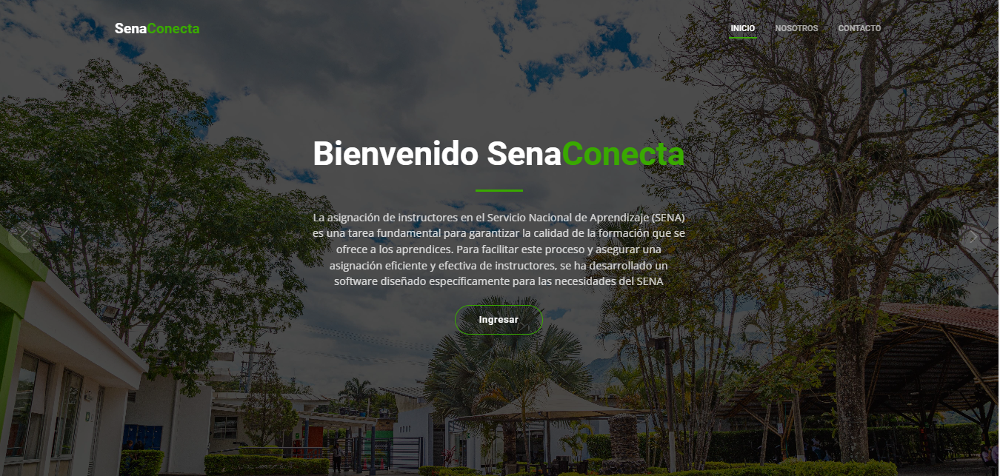 SenaConecta
INICIO NOSOTROS CONTACTO
Bienvenido SenaConecta
La asignación de instructores en el Servicio Nacional de Aprendizaje (SENA)
es una tarea fundamental para garantizar la calidad de la formación que se
ofrece a los aprendices. Para facilitar este proceso y asegurar una
asignación eficiente y efectiva de instructores, se ha desarrollado un
software diseñado específicamente para las necesidades del SENA
Ingresar